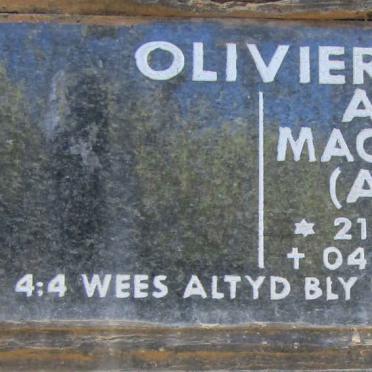 OLIVIER
A
MAG
(A
✡ 21
✝ 04
4:4 WEES ALTYD BLY